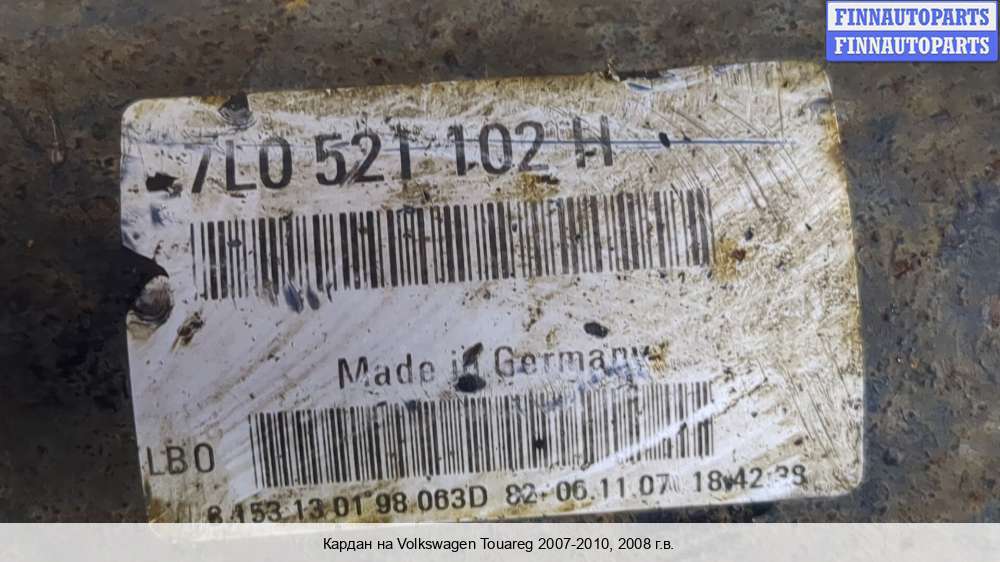 FINNAUTOPARTS
FINNAUTOPARTS
7L0 521 102 H
Made in Germany
LB0
8.153.13.01 98 063D 82- 06.11.07 18:42:38
Кардан на Volkswagen Touareg 2007-2010, 2008 г.в.